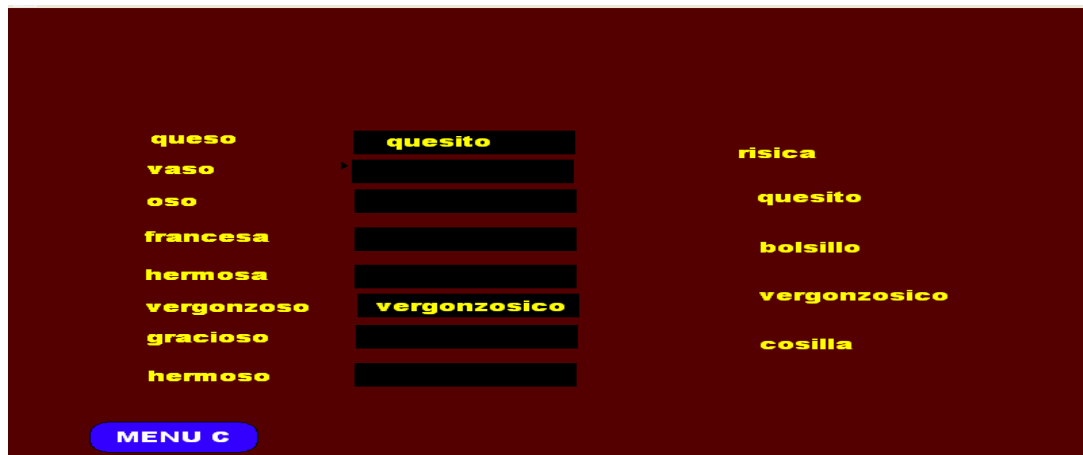 queso quesito
risica
vaso
quesito
oso
francesa
bolsillo
hermosa
vergonzosico
vergonzoso vergonzosico
gracioso
cosilla
hermoso
MENU C